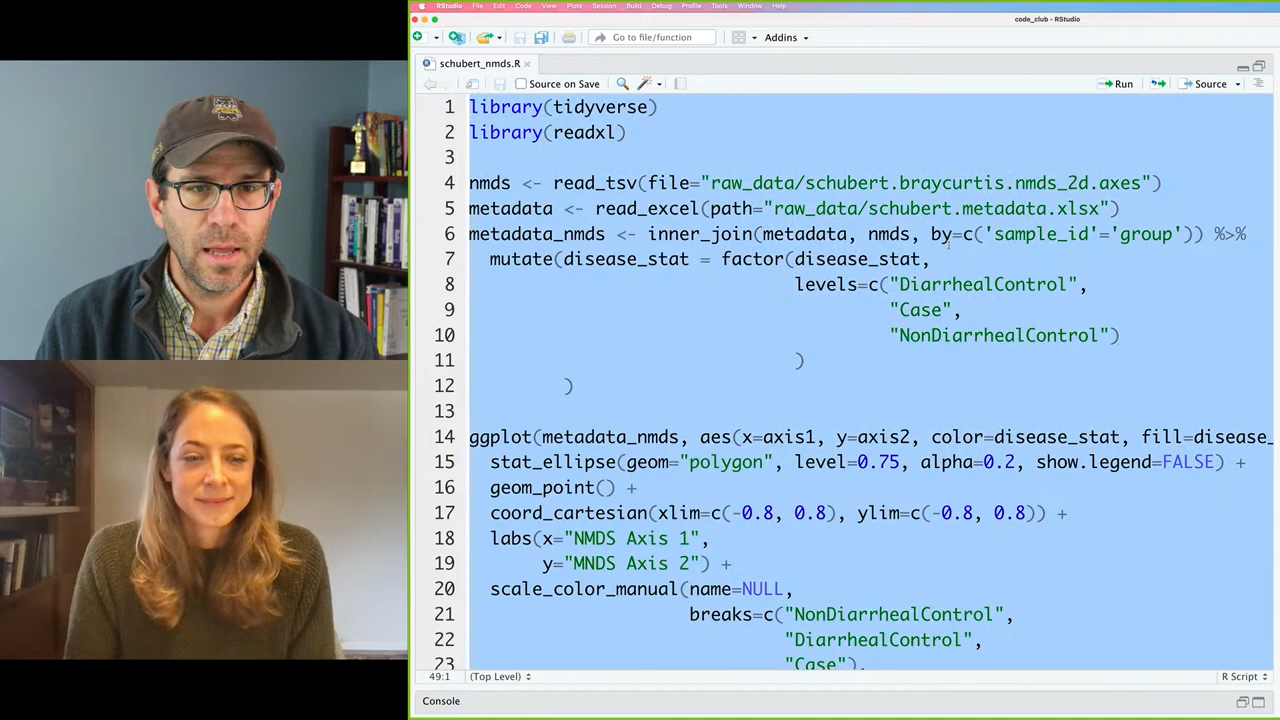 RStudio File Edit Code View Plots Session Build Debug Profile Tools Window Help
code_club - RStudio
Go to file/function Addins
schubert_nmds.R
Source on Save Run Source
1 library(tidyverse)
2 library(readxl)
3
4 nmds <- read_tsv(file="raw_data/schubert.braycurtis.nmds_2d.axes")
5 metadata <- read_excel(path="raw_data/schubert.metadata.xlsx")
6 metadata_nmds <- inner_join(metadata, nmds, by=c('sample_id'='group')) %>%
7 mutate(disease_stat = factor(disease_stat,
8 levels=c("DiarrhealControl",
9 "Case",
10 "NonDiarrhealControl")
11 )
12 )
13
14 ggplot(metadata_nmds, aes(x=axis1, y=axis2, color=disease_stat, fill=disease_
15 stat_ellipse(geom="polygon", level=0.75, alpha=0.2, show.legend=FALSE) +
16 geom_point() +
17 coord_cartesian(xlim=c(-0.8, 0.8), ylim=c(-0.8, 0.8)) +
18 labs(x="NMDS Axis 1",
19 y="MNDS Axis 2") +
20 scale_color_manual(name=NULL,
21 breaks=c("NonDiarrhealControl",
22 "DiarrhealControl",
23 "Case"),
49:1 (Top Level) R Script
Console